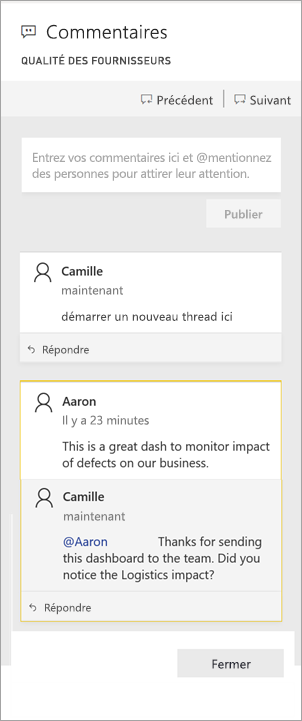 Commentaires
QUALITÉ DES FOURNISSEURS
Précédent Suivant
Entrez vos commentaires ici et @mentionnez
des personnes pour attirer leur attention.
Publier
Camille
maintenant
démarrer un nouveau thread ici
Répondre
Aaron
Il y a 23 minutes
This is a great dash to monitor impact
of defects on our business.
Camille
maintenant
@Aaron Thanks for sending
this dashboard to the team. Did you
notice the Logistics impact?
Répondre
Fermer